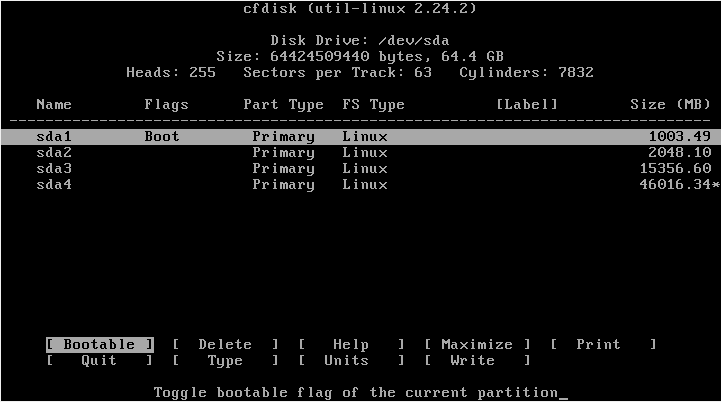 cfdisk (util-linux 2.24.2)
Disk Drive: /dev/sda
Size: 64424509440 bytes, 64.4 GB
Heads: 255   Sectors per Track: 63   Cylinders: 7832
Name   Flags   Part Type   FS Type   [Label]   Size (MB)
sda1   Boot   Primary   Linux   1003.49
sda2   Primary   Linux   2048.10
sda3   Primary   Linux   15356.60
sda4   Primary   Linux   46016.34*
[ Bootable ]   [ Delete ]   [ Help ]   [ Maximize ]   [ Print ]
[ Quit ]   [ Type ]   [ Units ]   [ Write ]
Toggle bootable flag of the current partition_